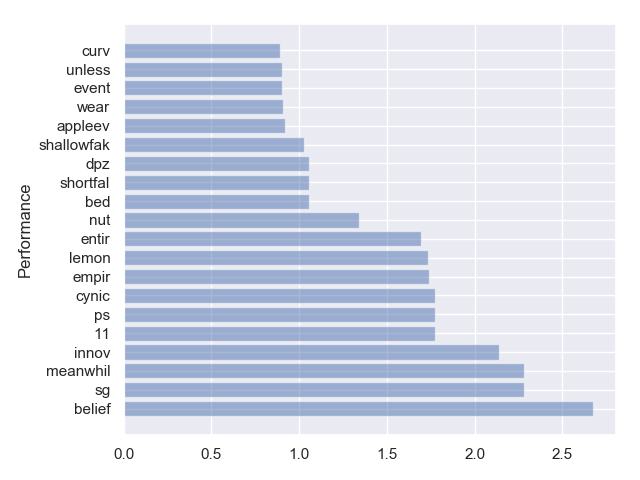 curv
unless
event
wear
appleev
shallowfak
dpz
shortfal
bed
nut
entir
lemon
empir
cynic
ps
11
innov
meanwhil
sg
belief
Performance
0.0 0.5 1.0 1.5 2.0 2.5